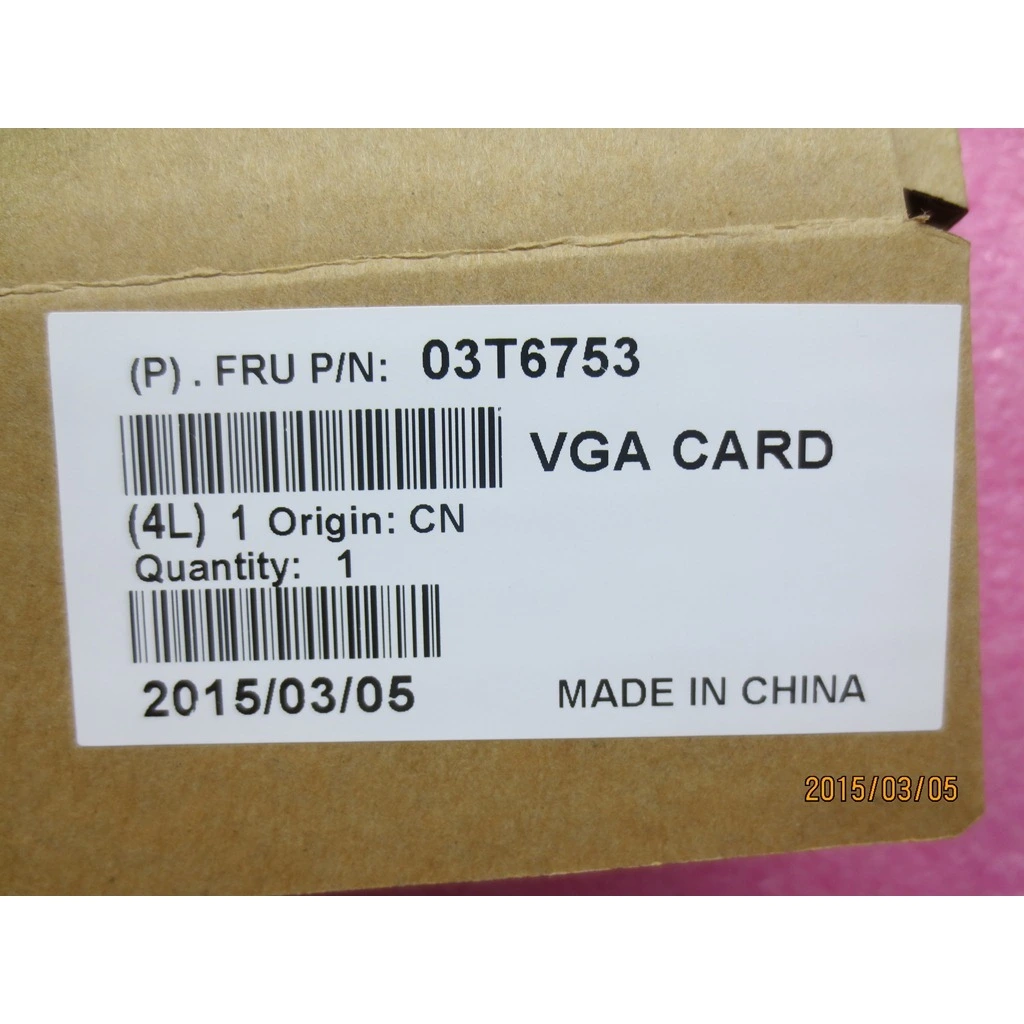 (P) . FRU P/N: 03T6753
VGA CARD
(4L) 1 Origin: CN
Quantity: 1
2015/03/05
MADE IN CHINA
2015/03/05